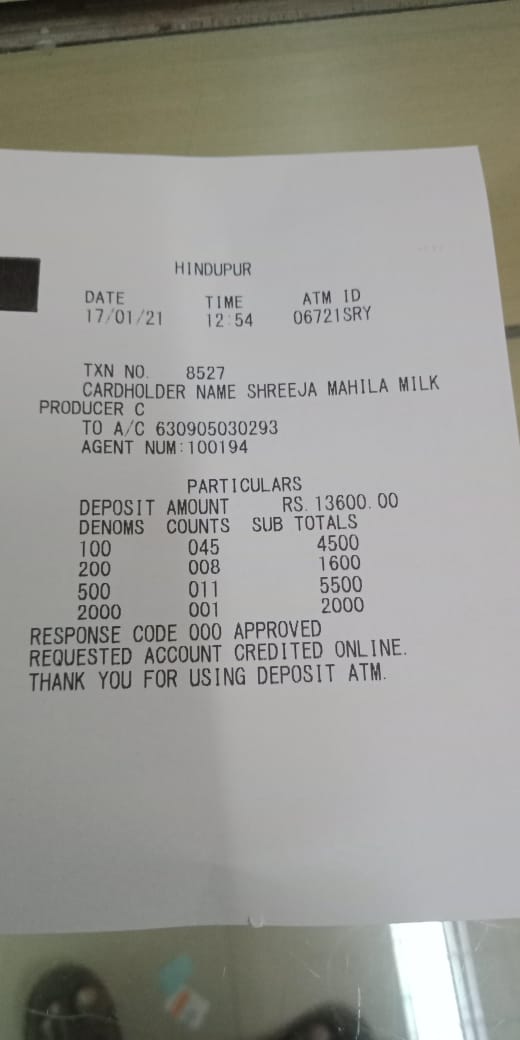 HINDUPUR
DATE TIME ATM ID
17/01/21 12:54 06721SRY
TXN NO. 8527
CARDHOLDER NAME SHREEJA MAHILA MILK
PRODUCER C
TO A/C 630905030293
AGENT NUM:100194
PARTICULARS
DEPOSIT AMOUNT RS.13600.00
DENOMS COUNTS SUB TOTALS
100 045 4500
200 008 1600
500 011 5500
2000 001 2000
RESPONSE CODE 000 APPROVED
REQUESTED ACCOUNT CREDITED ONLINE.
THANK YOU FOR USING DEPOSIT ATM.